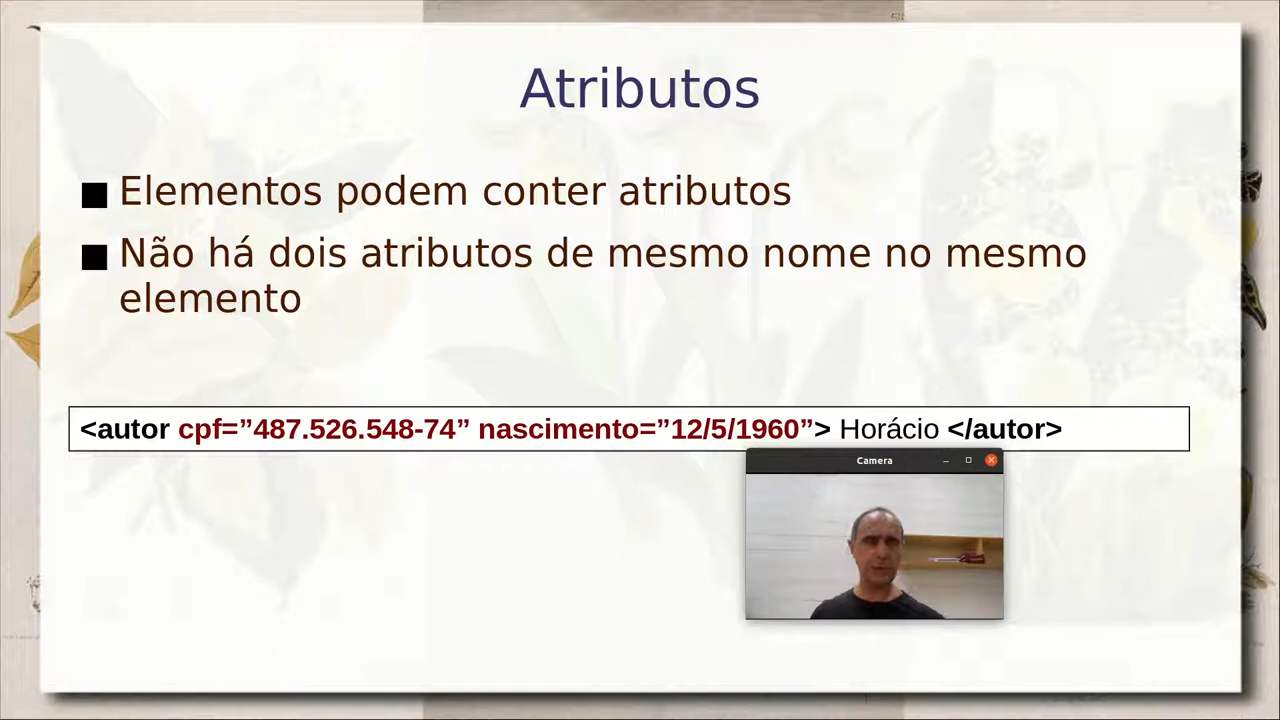 Atributos
Elementos podem conter atributos
Não há dois atributos de mesmo nome no mesmo
elemento
<autor cpf=”487.526.548-74” nascimento=”12/5/1960”> Horácio </autor>
Camera